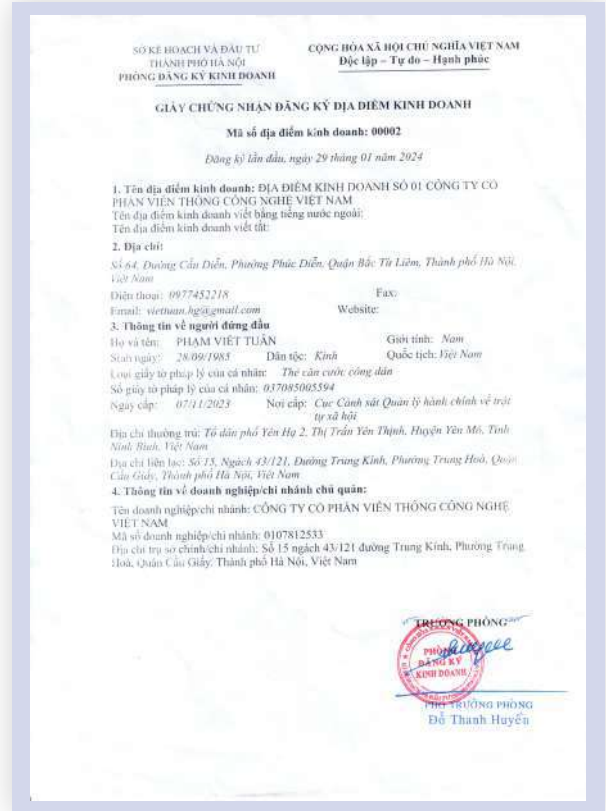 SỞ KẾ HOẠCH VÀ ĐẦU TƯ
THÀNH PHỐ HÀ NỘI
PHÒNG ĐĂNG KÝ KINH DOANH
CỘNG HÒA XÃ HỘI CHỦ NGHĨA VIỆT NAM
Độc lập – Tự do – Hạnh phúc
GIẤY CHỨNG NHẬN ĐĂNG KÝ ĐỊA ĐIỂM KINH DOANH
Mã số địa điểm kinh doanh: 00002
Đăng ký lần đầu, ngày 29 tháng 01 năm 2024
1. Tên địa điểm kinh doanh: ĐỊA ĐIỂM KINH DOANH SỐ 01 CÔNG TY CỔ
PHẦN VIỄN THÔNG CÔNG NGHỆ VIỆT NAM
Tên địa điểm kinh doanh viết bằng tiếng nước ngoài:
Tên địa điểm kinh doanh viết tắt:
2. Địa chỉ:
Số 64, Đường Cầu Diễn, Phường Phúc Diễn, Quận Bắc Từ Liêm, Thành phố Hà Nội,
Việt Nam
Điện thoại: 0977452218 Fax:
Email: viettuan.hg@gmail.com Website:
3. Thông tin về người đứng đầu
Họ và tên: PHẠM VIẾT TUÂN Giới tính: Nam
Sinh ngày: 28/09/1985 Dân tộc: Kinh Quốc tịch: Việt Nam
Loại giấy tờ pháp lý của cá nhân: Thẻ căn cước công dân
Số giấy tờ pháp lý của cá nhân: 037085005594
Ngày cấp: 07/11/2023 Nơi cấp: Cục Cảnh sát Quản lý hành chính về trật
tự xã hội
Địa chỉ thường trú: Tổ dân phố Yên Hạ 2, Thị Trấn Yên Thịnh, Huyện Yên Mô, Tỉnh
Ninh Bình, Việt Nam
Địa chỉ liên lạc: Số 15, Ngách 43/121, Đường Trung Kính, Phường Trung Hoà, Quận
Cầu Giấy, Thành phố Hà Nội, Việt Nam
4. Thông tin về doanh nghiệp/chi nhánh chủ quản:
Tên doanh nghiệp/chi nhánh: CÔNG TY CỔ PHẦN VIỄN THÔNG CÔNG NGHỆ
VIỆT NAM
Mã số doanh nghiệp/chi nhánh: 0107812533
Địa chỉ trụ sở chính/chi nhánh: Số 15 ngách 43/121 đường Trung Kính, Phường Trung
Hoà, Quận Cầu Giấy, Thành phố Hà Nội, Việt Nam
TRƯỞNG PHÒNG
PHÒNG
ĐĂNG KÝ
KINH DOANH
PHÓ TRƯỞNG PHÒNG
Đỗ Thanh Huyền